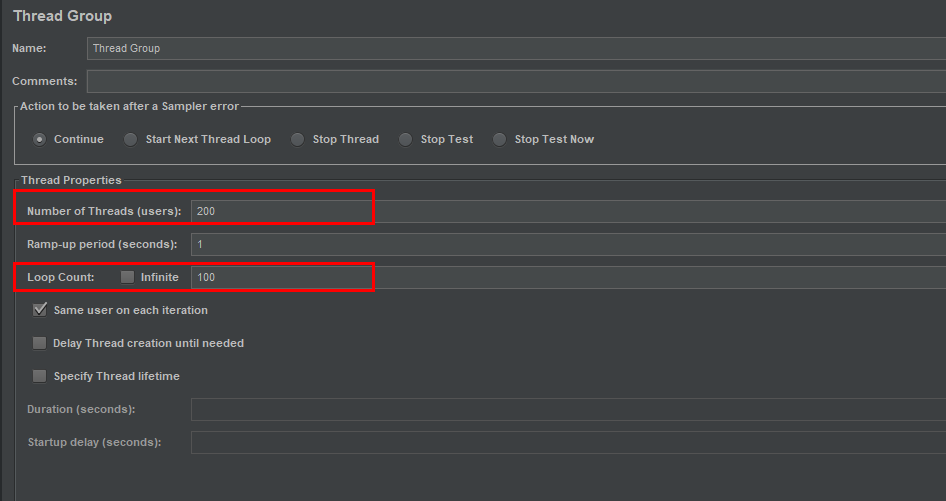 Thread Group
Name: Thread Group
Comments:
Action to be taken after a Sampler error
Continue Start Next Thread Loop Stop Thread Stop Test Stop Test Now
Thread Properties
Number of Threads (users): 200
Ramp-up period (seconds): 1
Loop Count: Infinite 100
Same user on each iteration
Delay Thread creation until needed
Specify Thread lifetime
Duration (seconds):
Startup delay (seconds):